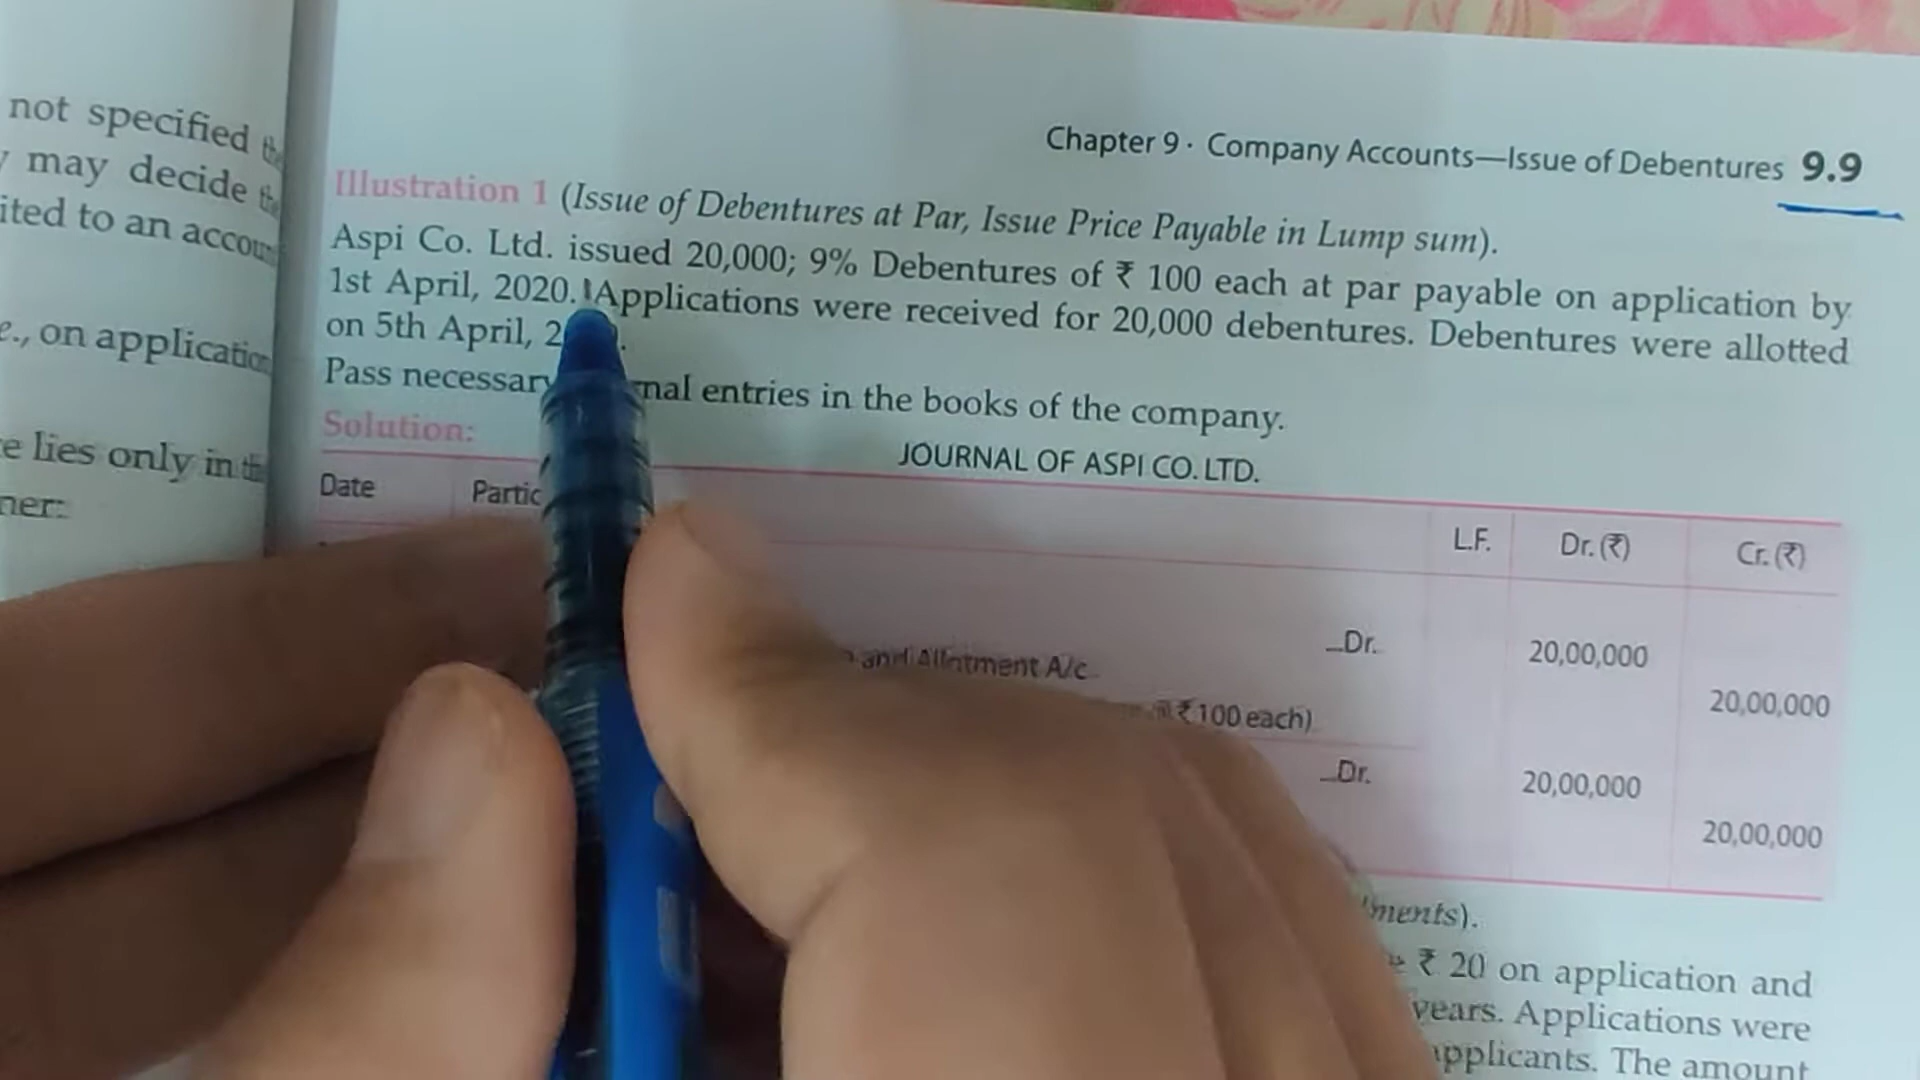 not specified
may decide
ited to an accoun
e., on application
e lies only in
ner:
Chapter 9 · Company Accounts—Issue of Debentures 9.9
Illustration 1 (Issue of Debentures at Par, Issue Price Payable in Lump sum).
Aspi Co. Ltd. issued 20,000; 9% Debentures of ₹ 100 each at par payable on application by
1st April, 2020. Applications were received for 20,000 debentures. Debentures were allotted
on 5th April, 2
Pass necessary nal entries in the books of the company.
Solution:
JOURNAL OF ASPI CO. LTD.
Date Partic L.F. Dr. (₹) Cr. (₹)
...Dr. 20,00,000
and Allotment A/c 20,00,000
₹ 100 each)
...Dr. 20,00,000
20,00,000
ments).
₹ 20 on application and
years. Applications were
applicants. The amount